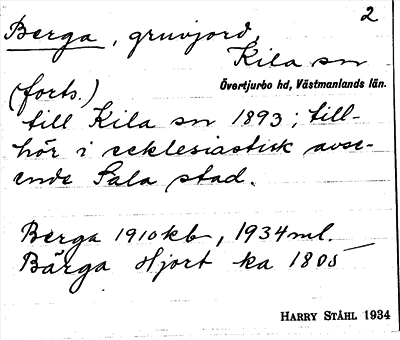 2
Berga, gruvjord,
Kila sn
Övertjurbo hd, Västmanlands län.
(forts.)
till Kila sn 1893; till-
hör i ecklesiastisk avse-
ende Sala stad.
Berga 1910 kb, 1934 ml.
Bärga Hjort ka 1805
HARRY STÅHL 1934